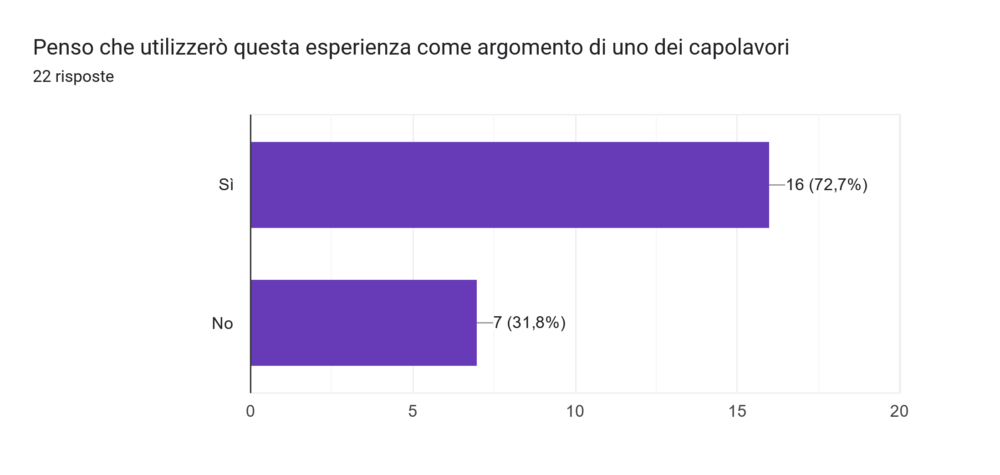 Penso che utilizzerò questa esperienza come argomento di uno dei capolavori
22 risposte
Sì
16 (72,7%)
No
7 (31,8%)
0 5 10 15 20